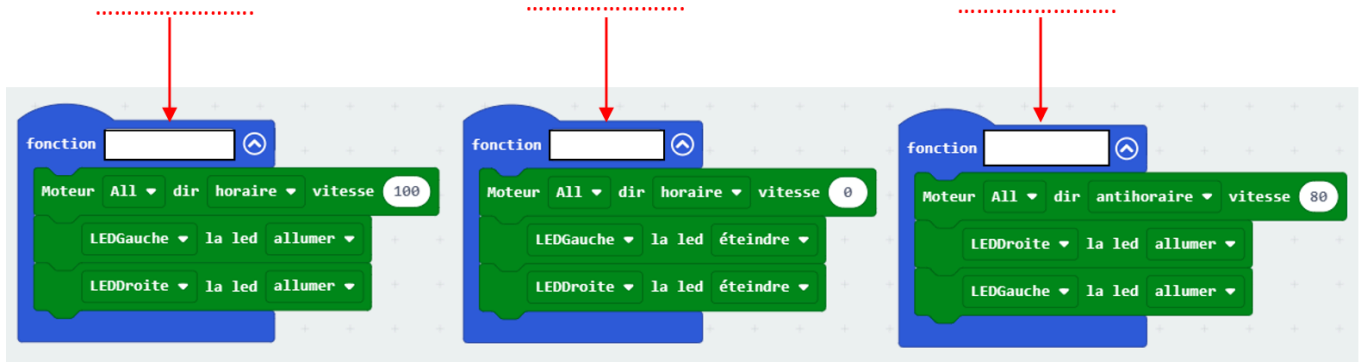 fonction
Moteur All dir horaire vitesse 100
LEDGauche la led allumer
LEDDroite la led allumer
fonction
Moteur All dir horaire vitesse 0
LEDGauche la led éteindre
LEDDroite la led éteindre
fonction
Moteur All dir antihoraire vitesse 80
LEDDroite la led allumer
LEDGauche la led allumer